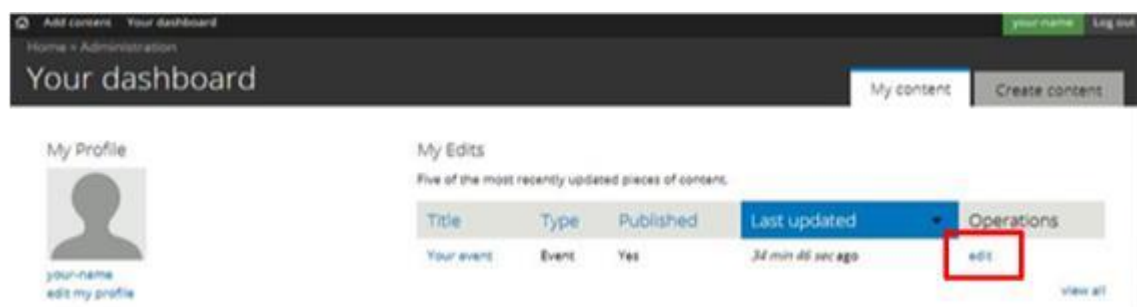 Add content Your dashboard your-name Log out
Home » Administration
Your dashboard
My content Create content
My Profile
your-name
edit my profile
My Edits
Five of the most recently updated pieces of content.
Title Type Published Last updated Operations
Your event Event Yes 34 min 46 sec ago edit
view all